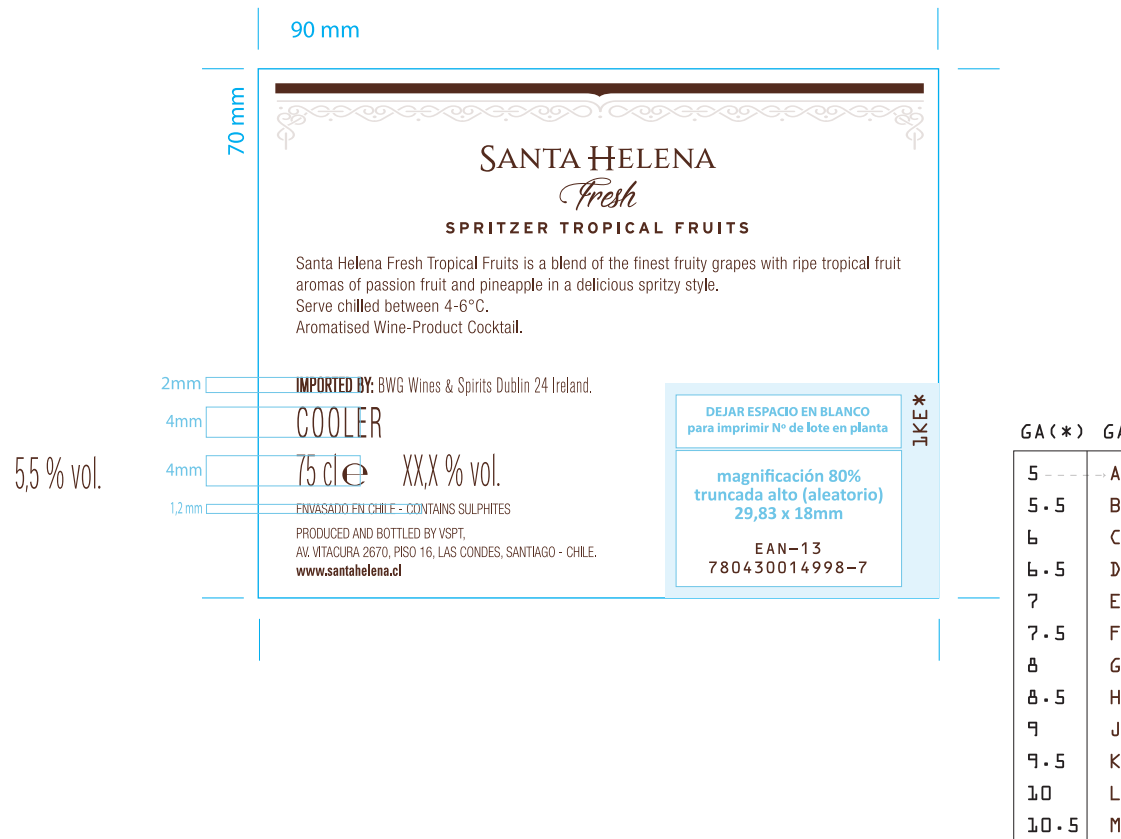 90 mm
70 mm
SANTA HELENA
Fresh
SPRITZER TROPICAL FRUITS
Santa Helena Fresh Tropical Fruits is a blend of the finest fruity grapes with ripe tropical fruit
aromas of passion fruit and pineapple in a delicious spritzy style.
Serve chilled between 4-6°C.
Aromatised Wine-Product Cocktail.
2mm
IMPORTED BY: BWG Wines & Spirits Dublin 24 Ireland.
4mm
COOLER
5,5 % vol.
4mm
75 cl e XX,X % vol.
1,2 mm
ENVASADO EN CHILE - CONTAINS SULPHITES
PRODUCED AND BOTTLED BY VSPT,
AV. VITACURA 2670, PISO 16, LAS CONDES, SANTIAGO - CHILE.
www.santahelena.cl
DEJAR ESPACIO EN BLANCO
para imprimir Nº de lote en planta
1KE*
magnificación 80%
truncada alto (aleatorio)
29,83 x 18mm
EAN-13
780430014998-7
GA(*) GA
5 A
5.5 B
6 C
6.5 D
7 E
7.5 F
8 G
8.5 H
9 J
9.5 K
10 L
10.5 M